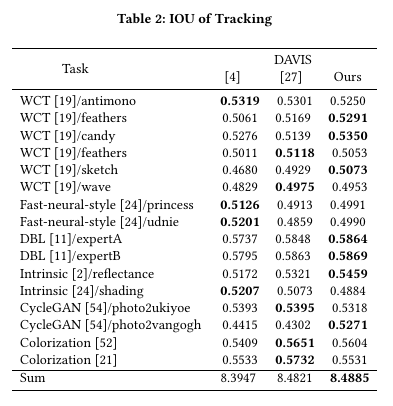 Table 2: IOU of Tracking
Task DAVIS
[4] [27] Ours
WCT [19]/antimono 0.5319 0.5301 0.5250
WCT [19]/feathers 0.5061 0.5169 0.5291
WCT [19]/candy 0.5276 0.5139 0.5350
WCT [19]/feathers 0.5011 0.5118 0.5053
WCT [19]/sketch 0.4680 0.4929 0.5073
WCT [19]/wave 0.4829 0.4975 0.4953
Fast-neural-style [24]/princess 0.5126 0.4913 0.4991
Fast-neural-style [24]/udnie 0.5201 0.4859 0.4990
DBL [11]/expertA 0.5737 0.5848 0.5864
DBL [11]/expertB 0.5795 0.5863 0.5869
Intrinsic [2]/reflectance 0.5172 0.5321 0.5459
Intrinsic [24]/shading 0.5207 0.5073 0.4884
CycleGAN [54]/photo2ukiyoe 0.5393 0.5395 0.5318
CycleGAN [54]/photo2vangogh 0.4415 0.4302 0.5271
Colorization [52] 0.5409 0.5651 0.5604
Colorization [21] 0.5533 0.5732 0.5531
Sum 8.3947 8.4821 8.4885